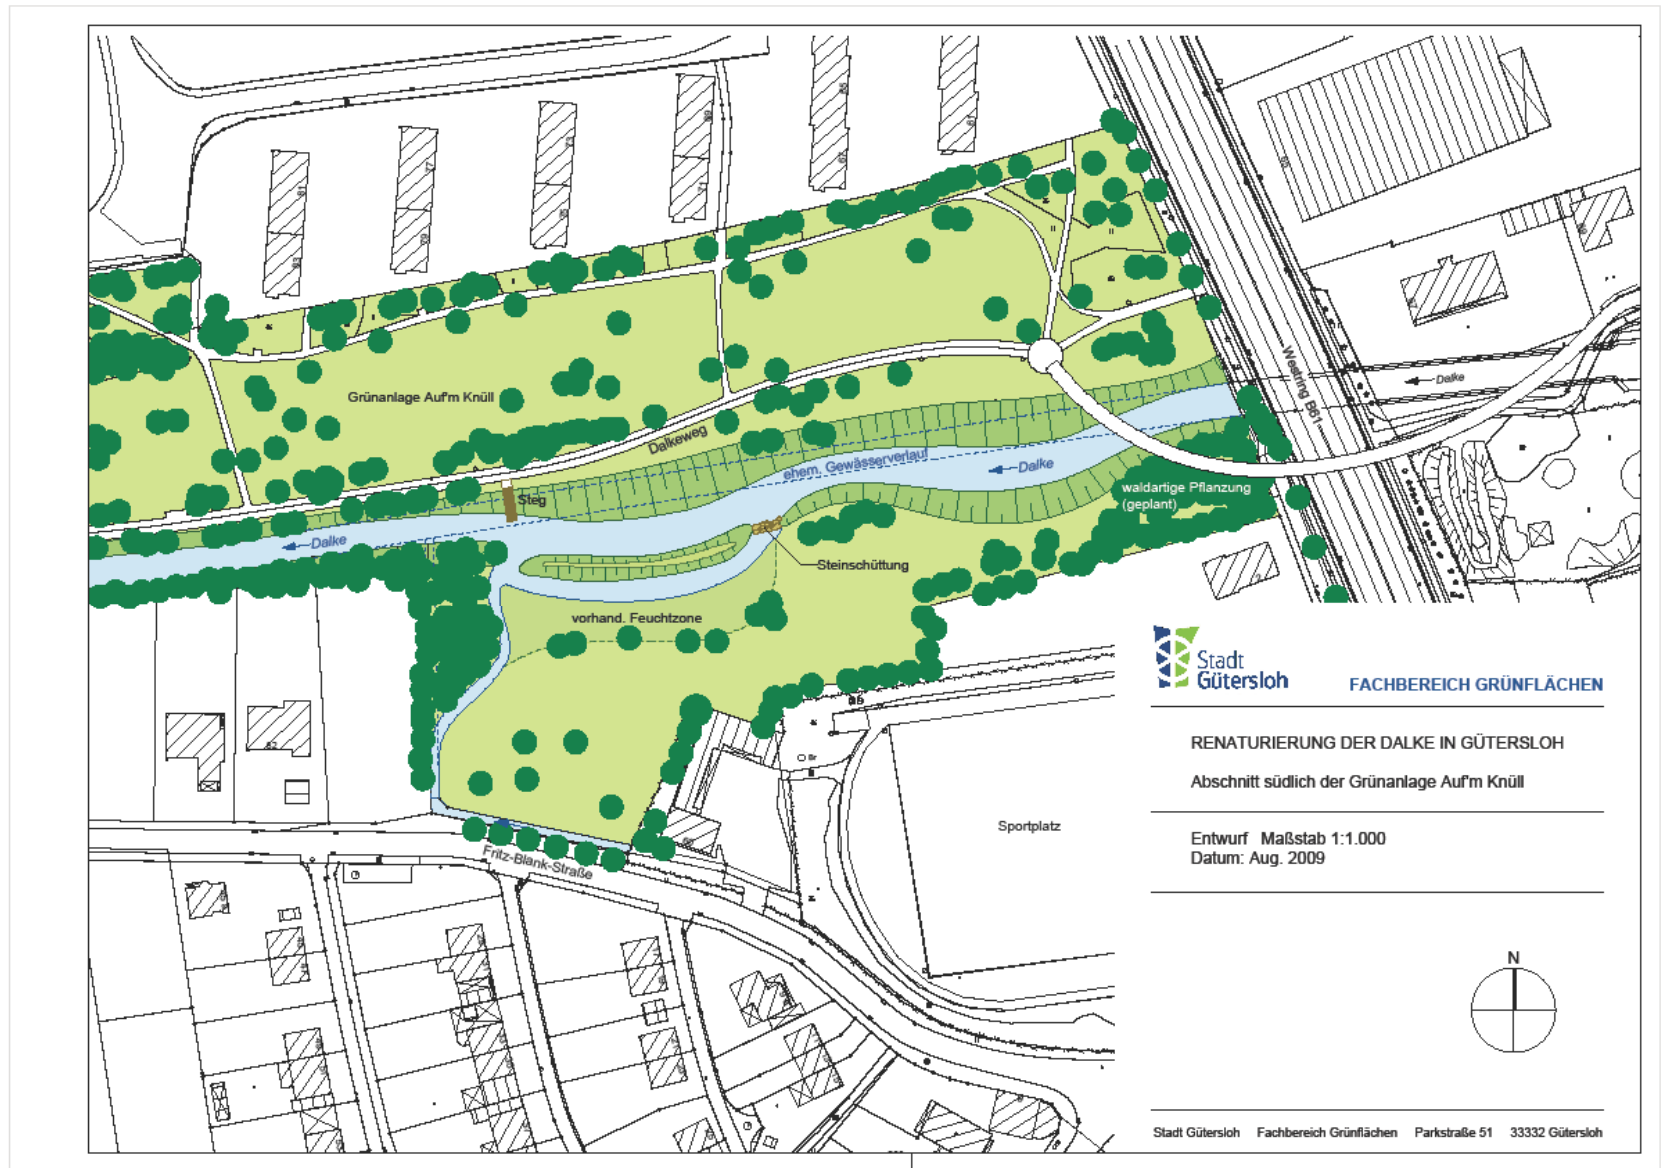 Grünanlage Auf'm Knüll
Dalkeweg
Steg
Dalke
ehem. Gewässerverlauf
Dalke
Westring B61
Dalke
waldartige Pflanzung
(geplant)
Steinschüttung
vorhand. Feuchtzone
Fritz-Blank-Straße
Sportplatz
Stadt
Gütersloh
FACHBEREICH GRÜNFLÄCHEN
RENATURIERUNG DER DALKE IN GÜTERSLOH
Abschnitt südlich der Grünanlage Auf'm Knüll
Entwurf Maßstab 1:1.000
Datum: Aug. 2009
N
Stadt Gütersloh Fachbereich Grünflächen Parkstraße 51 33332 Gütersloh